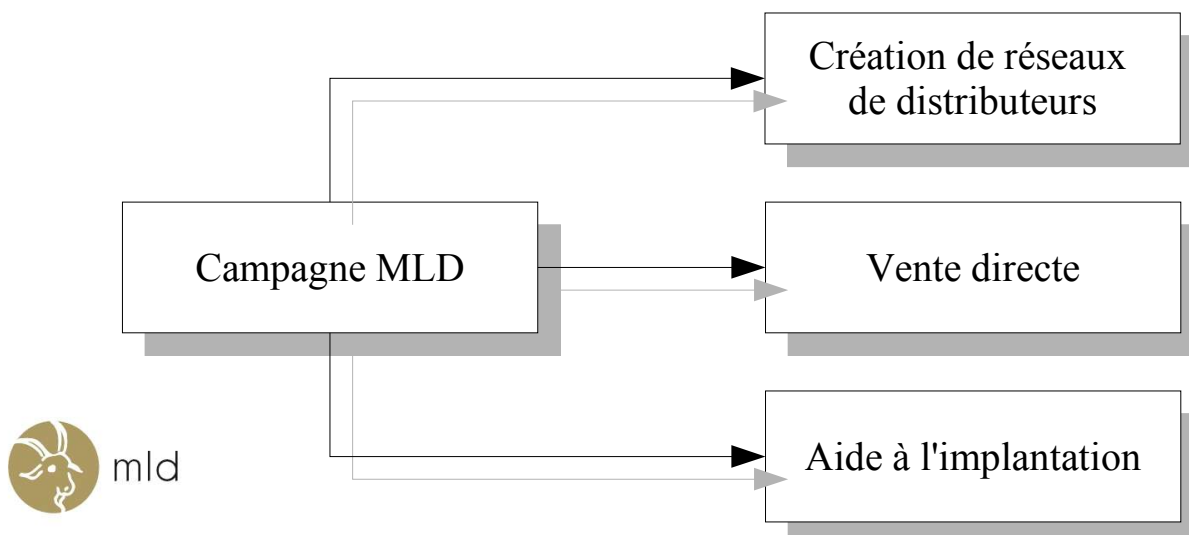 Création de réseaux
de distributeurs
Campagne MLD
Vente directe
Aide à l'implantation
mld